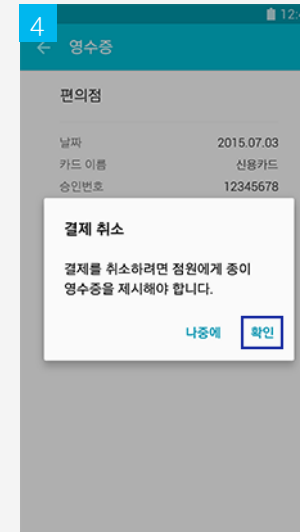 4
12:4
영수증
편의점
날짜 2015.07.03
카드 이름 신용카드
승인번호 12345678
결제 취소
결제를 취소하려면 점원에게 종이
영수증을 제시해야 합니다.
나중에 확인